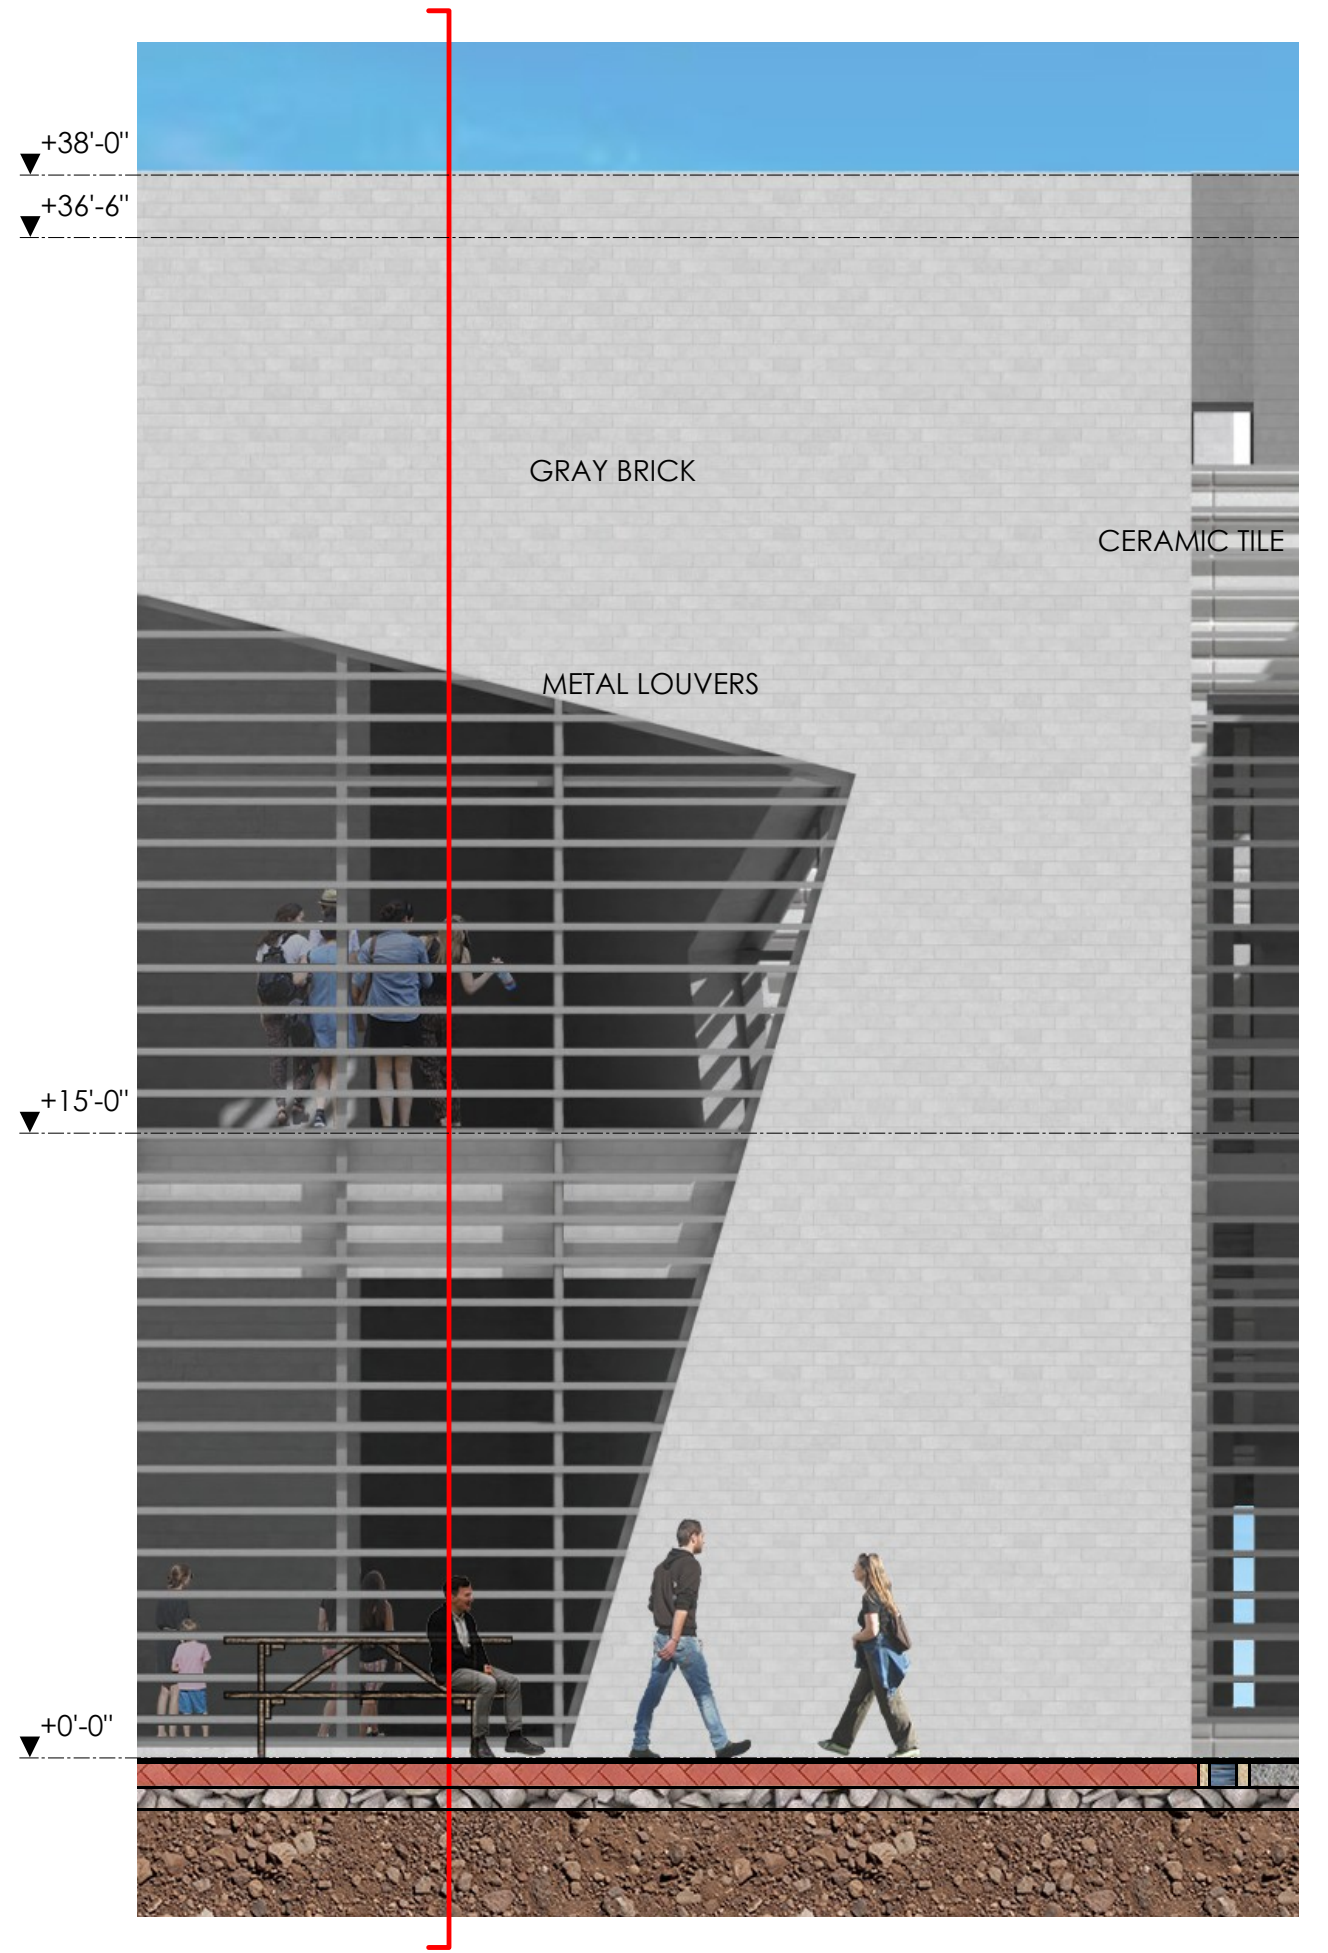 +38'-0"
+36'-6"
GRAY BRICK
CERAMIC TILE
METAL LOUVERS
+15'-0"
+0'-0"